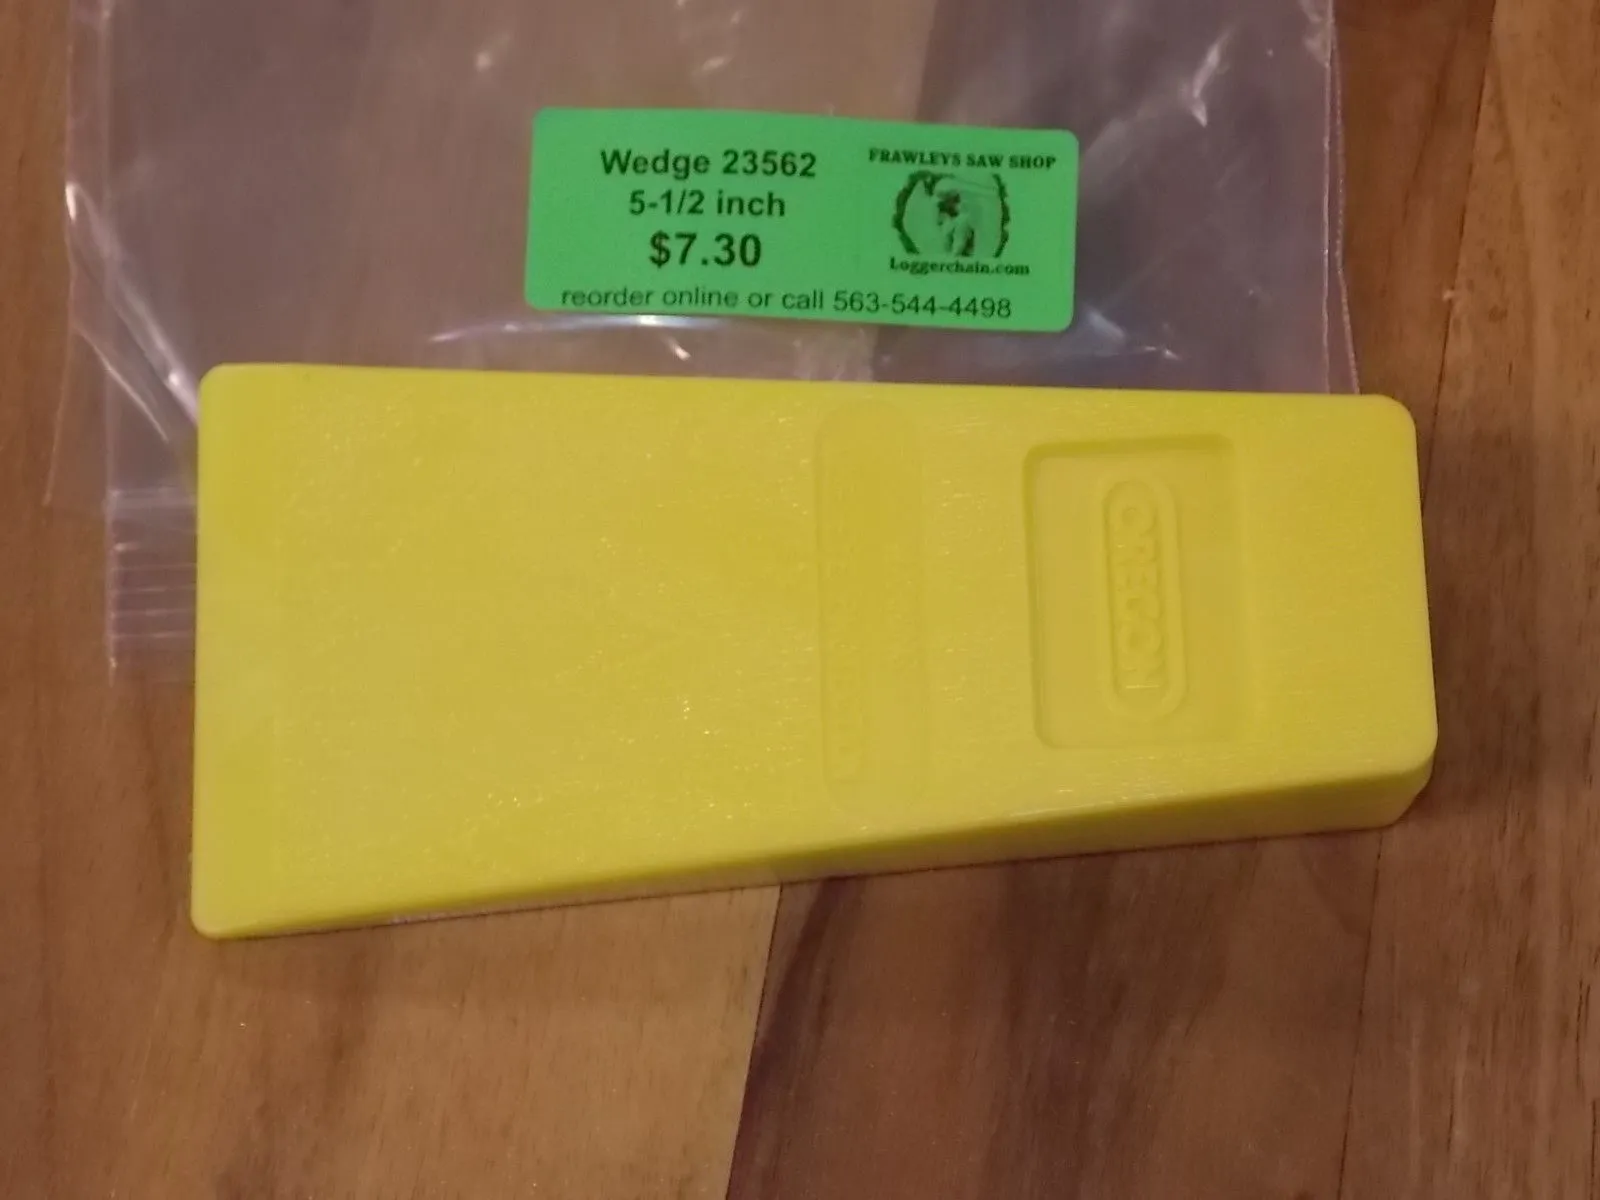 Wedge 23562
5-1/2 inch
$7.30
FRAWLEYS SAW SHOP
Loggerchain.com
reorder online or call 563-544-4498
OREGON